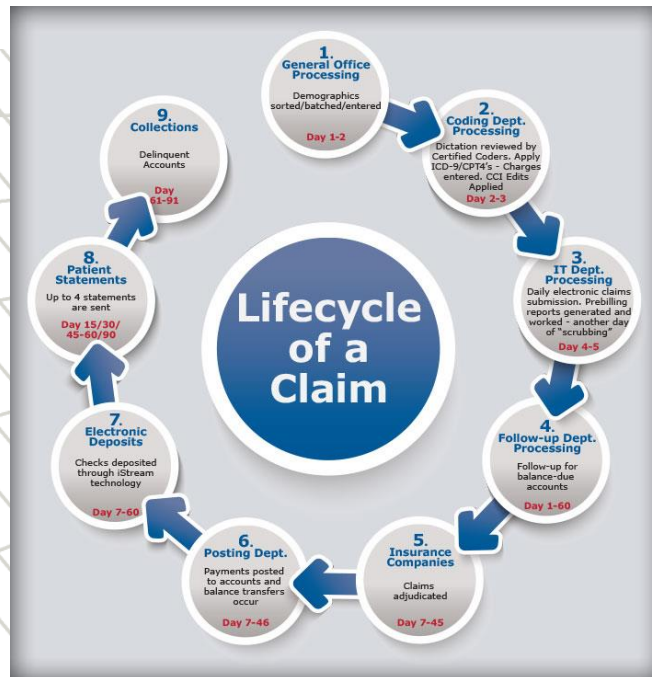 1.
General Office
Processing
Demographics
sorted/batched/entered
Day 1-2
2.
Coding Dept.
Processing
Dictation reviewed by
Certified Coders. Apply
ICD-9/CPT4's - Charges
entered. CCI Edits
Applied
Day 2-3
3.
IT Dept.
Processing
Daily electronic claims
submission. Prebilling
reports generated and
worked - another day
of "scrubbing"
Day 4-5
4.
Follow-up Dept.
Processing
Follow-up for
balance-due
accounts
Day 1-60
5.
Insurance
Companies
Claims
adjudicated
Day 7-45
6.
Posting Dept.
Payments posted
to accounts and
balance transfers
occur
Day 7-46
7.
Electronic
Deposits
Checks deposited
through iStream
technology
Day 7-60
8.
Patient
Statements
Up to 4 statements
are sent
Day 15/30/
45-60/90
9.
Collections
Delinquent
Accounts
Day
61-91
Lifecycle
of a
Claim